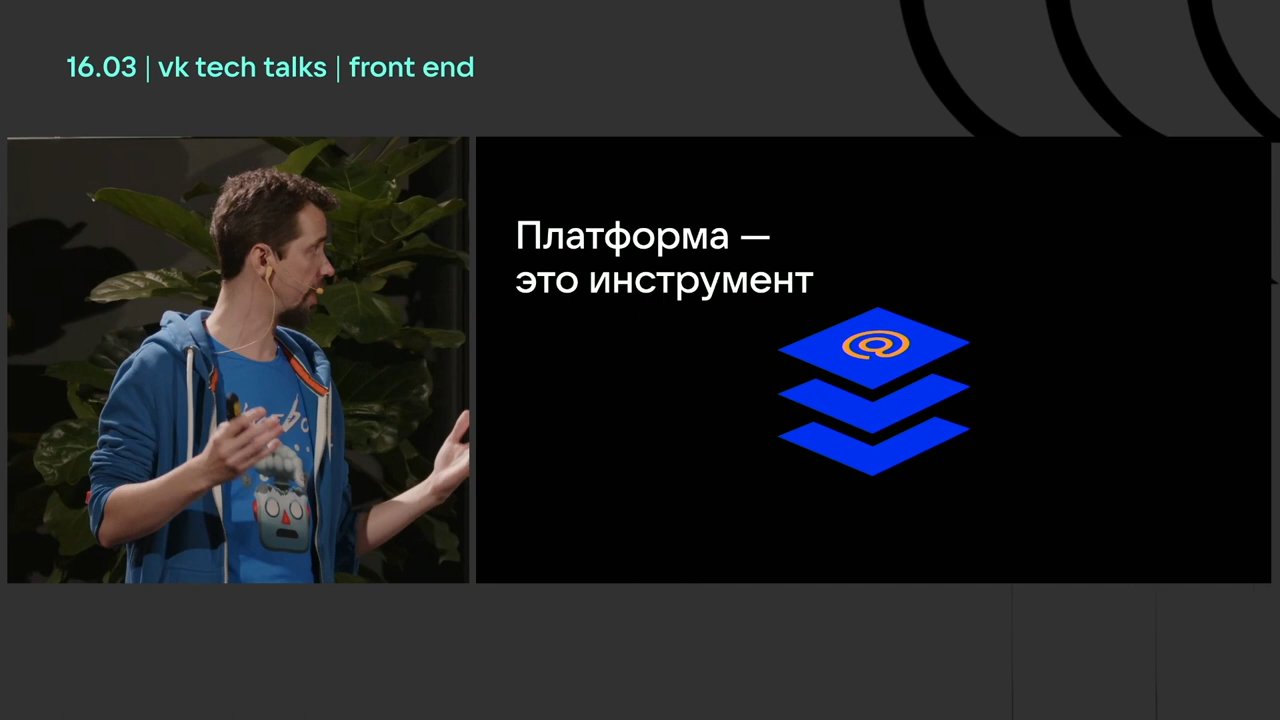 16.03 | vk tech talks | front end
Платформа —
это инструмент
@